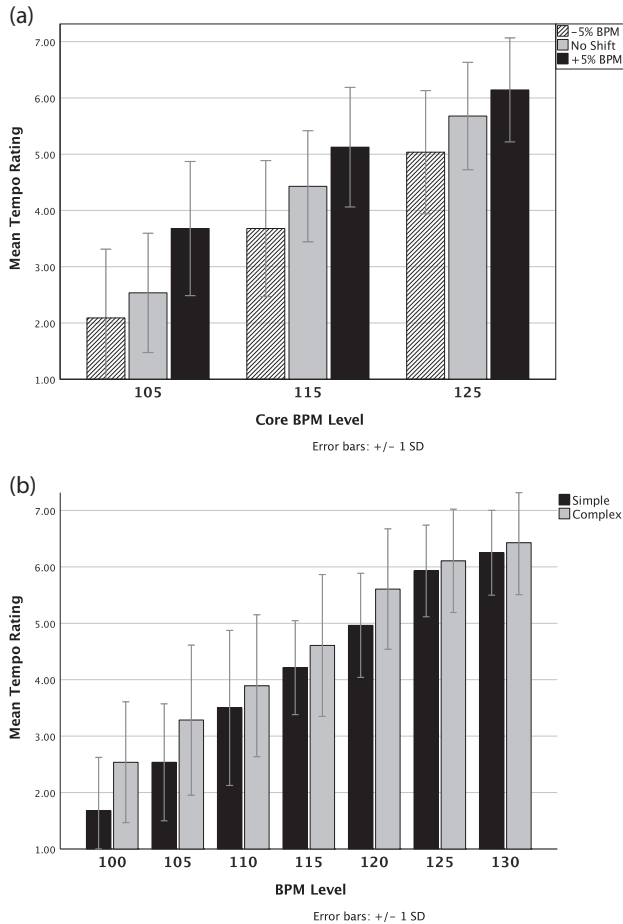 (a)
-5% BPM
No Shift
+5% BPM
7.00
6.00
5.00
4.00
3.00
2.00
1.00
Mean Tempo Rating
105 115 125
Core BPM Level
Error bars: +/- 1 SD
(b)
Simple
Complex
7.00
6.00
5.00
4.00
3.00
2.00
1.00
Mean Tempo Rating
100 105 110 115 120 125 130
BPM Level
Error bars: +/- 1 SD